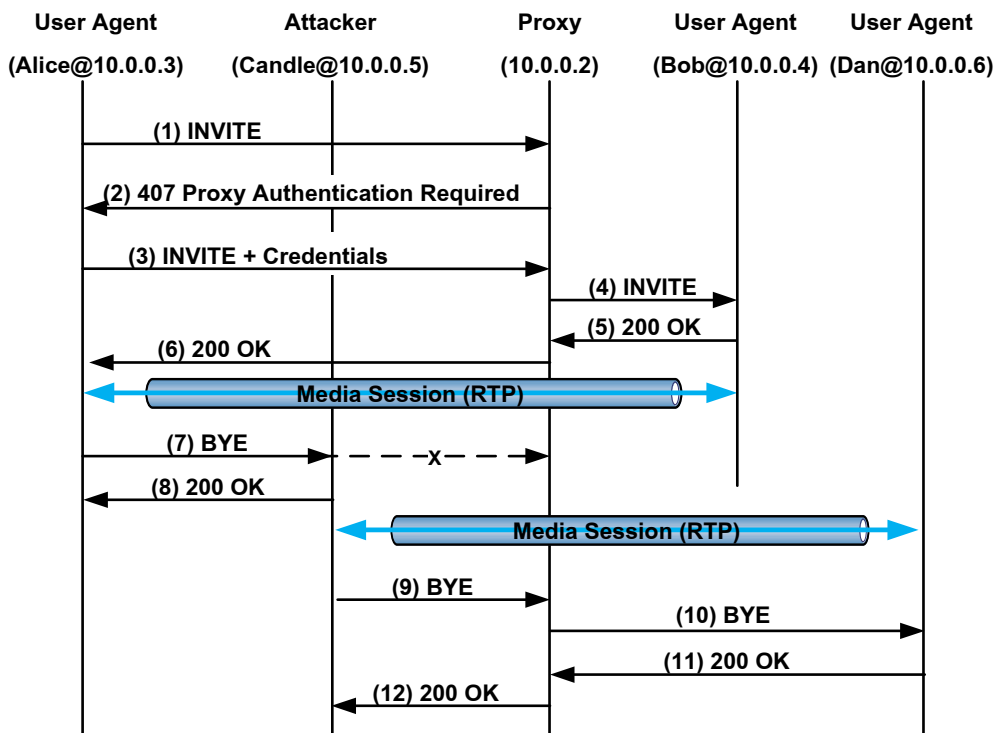 User Agent Attacker Proxy User Agent User Agent
(Alice@10.0.0.3) (Candle@10.0.0.5) (10.0.0.2) (Bob@10.0.0.4) (Dan@10.0.0.6)
(1) INVITE
(2) 407 Proxy Authentication Required
(3) INVITE + Credentials
(4) INVITE
(5) 200 OK
(6) 200 OK
Media Session (RTP)
(7) BYE
x
(8) 200 OK
Media Session (RTP)
(9) BYE
(10) BYE
(11) 200 OK
(12) 200 OK